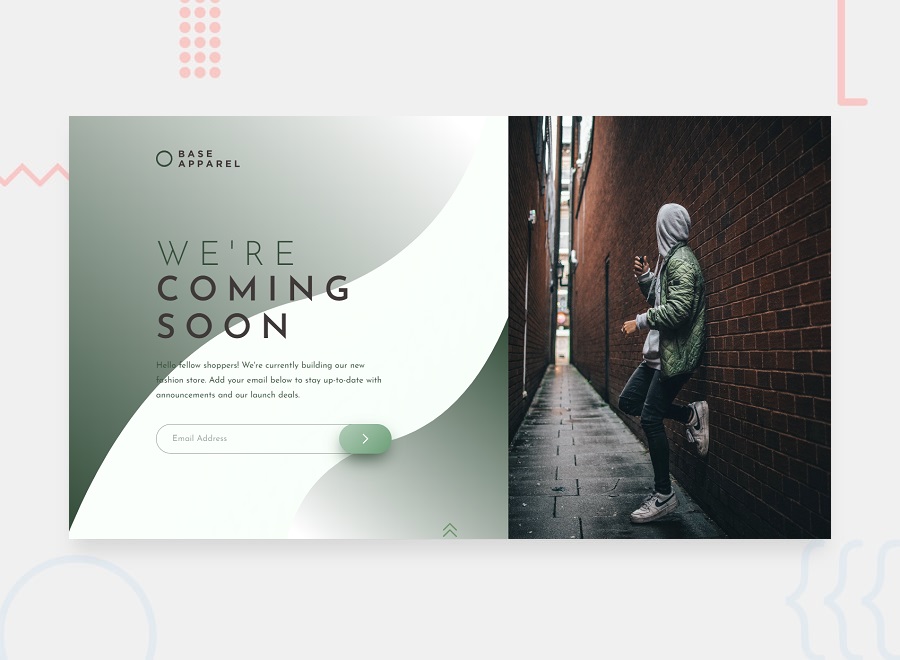 BASE
APPAREL
WE'RE
COMING
SOON
Hello fellow shoppers! We're currently building our new
fashion store. Add your email below to stay up-to-date with
announcements and our launch deals.
Email Address